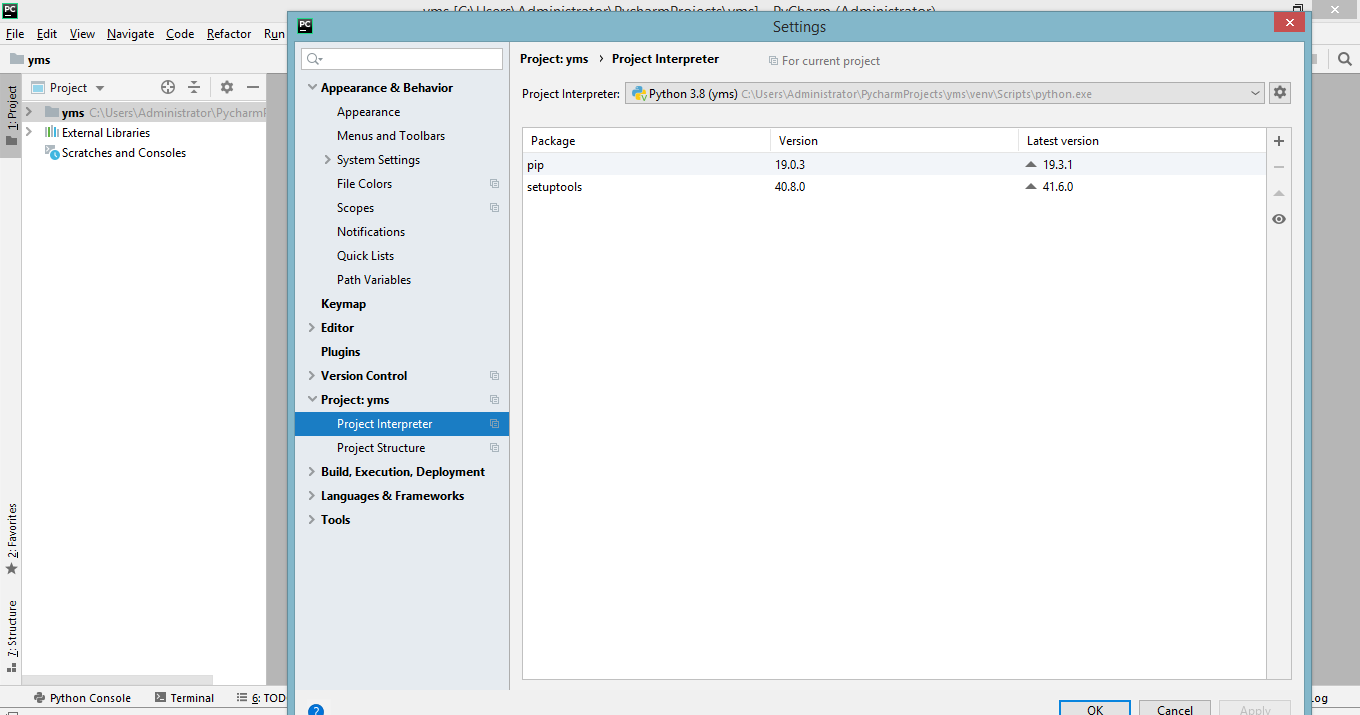 yms [C:\Users\Administrator\PycharmProjects\yms] - PyCharm (Administrator)
PC
PC
Settings
File Edit View Navigate Code Refactor Run
yms
Project: yms › Project Interpreter
For current project
Project
Appearance & Behavior
Project Interpreter: Python 3.8 (yms) C:\Users\Administrator\PycharmProjects\yms\venv\Scripts\python.exe
yms C:\Users\Administrator\PycharmP
External Libraries
Scratches and Consoles
1: Project
2: Favorites
7: Structure
Appearance
Menus and Toolbars
System Settings
File Colors
Scopes
Notifications
Quick Lists
Path Variables
Keymap
Editor
Plugins
Version Control
Project: yms
Project Interpreter
Project Structure
Build, Execution, Deployment
Languages & Frameworks
Tools
Package Version Latest version
pip 19.0.3 19.3.1
setuptools 40.8.0 41.6.0
Python Console Terminal 6: TOD
?
OK Cancel Apply
Log